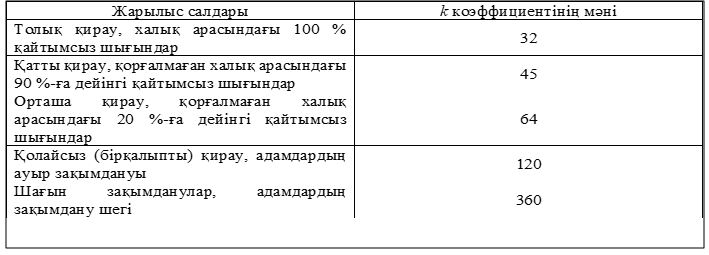 Жарылыс салдары k коэффициентінің мәні
Толық қирау, халық арасындағы 100 %
қайтымсыз шығындар
32
Қатты қирау, қорғалмаған халық арасындағы
90 %-ға дейінгі қайтымсыз шығындар
45
Орташа қирау, қорғалмаған халық
арасындағы 20 %-ға дейінгі қайтымсыз
шығындар
64
Қолайсыз (бірқалыпты) қирау, адамдардың
ауыр зақымдануы
120
Шағын зақымданулар, адамдардың
зақымдану шегі
360